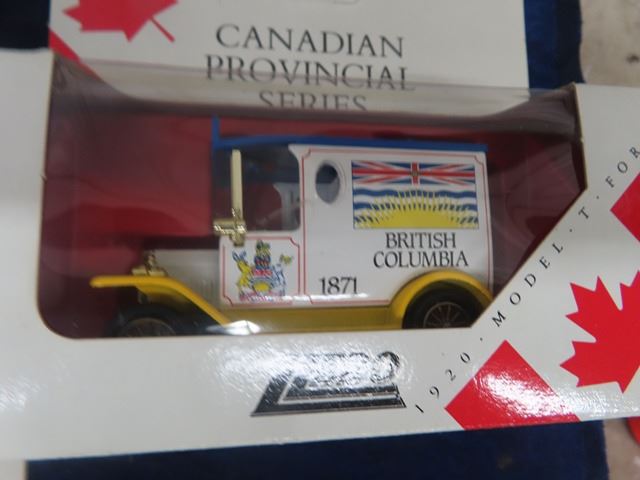 CANADIAN
PROVINCIAL
SERIES
BRITISH
COLUMBIA
1871
1920 · MODEL · T · FOR